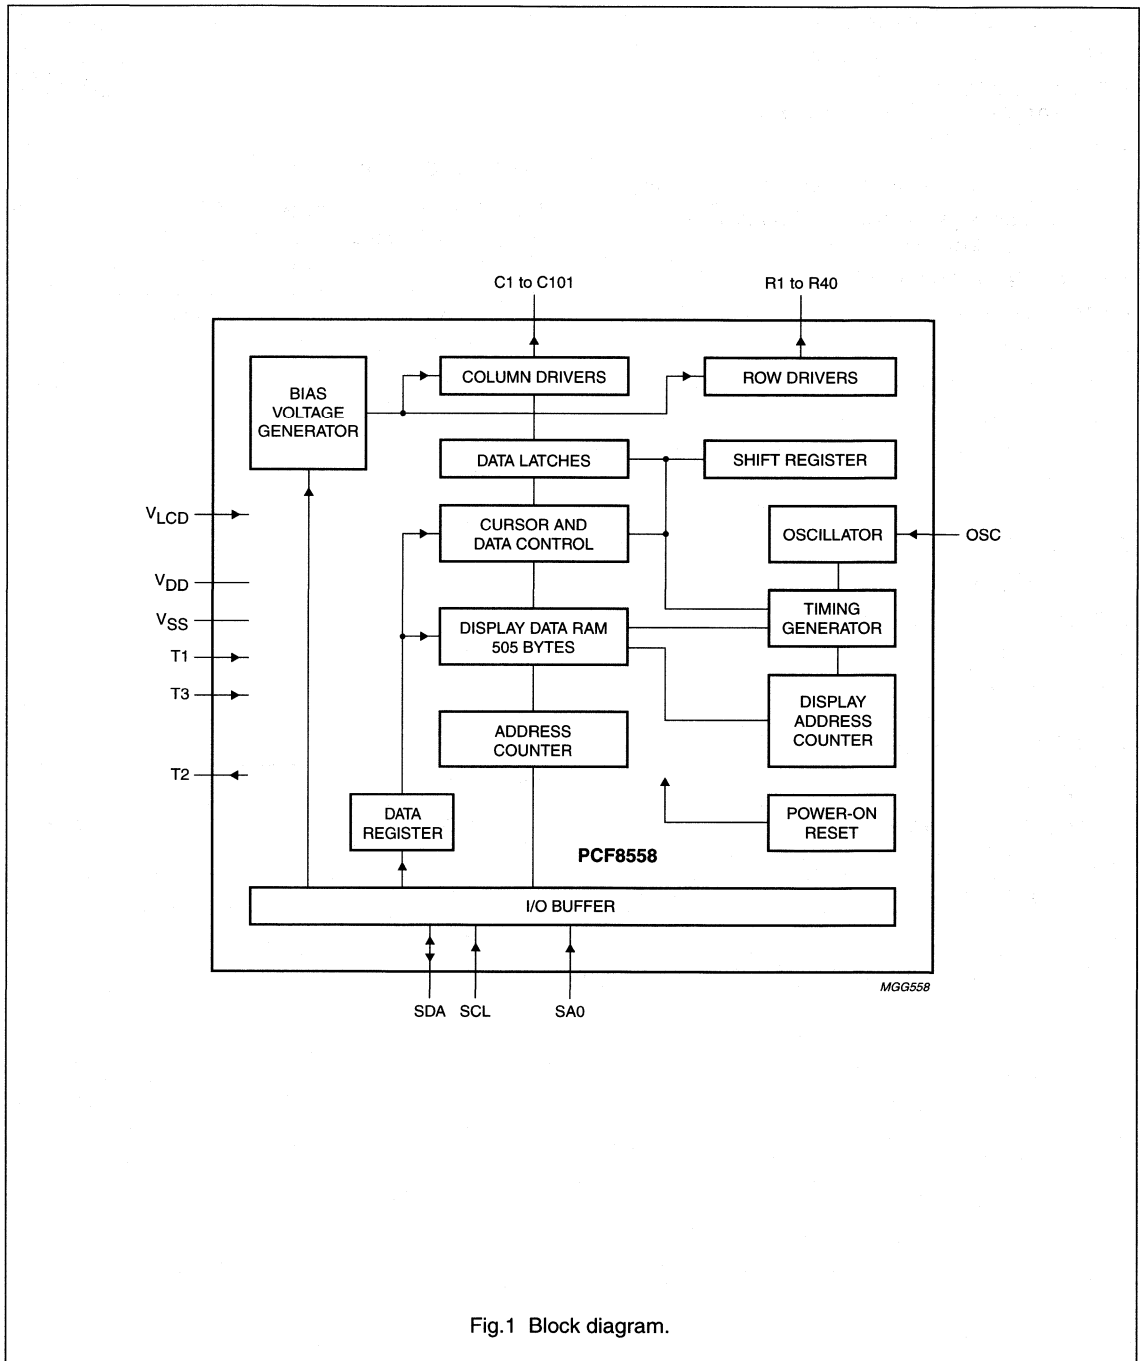 C1 to C101
R1 to R40
BIAS
VOLTAGE
GENERATOR
COLUMN DRIVERS
ROW DRIVERS
DATA LATCHES
SHIFT REGISTER
VLCD
CURSOR AND
DATA CONTROL
OSCILLATOR
OSC
VDD
VSS
T1
T3
T2
DISPLAY DATA RAM
505 BYTES
TIMING
GENERATOR
ADDRESS
COUNTER
DISPLAY
ADDRESS
COUNTER
DATA
REGISTER
POWER-ON
RESET
PCF8558
I/O BUFFER
MGG558
SDA
SCL
SA0
Fig.1 Block diagram.